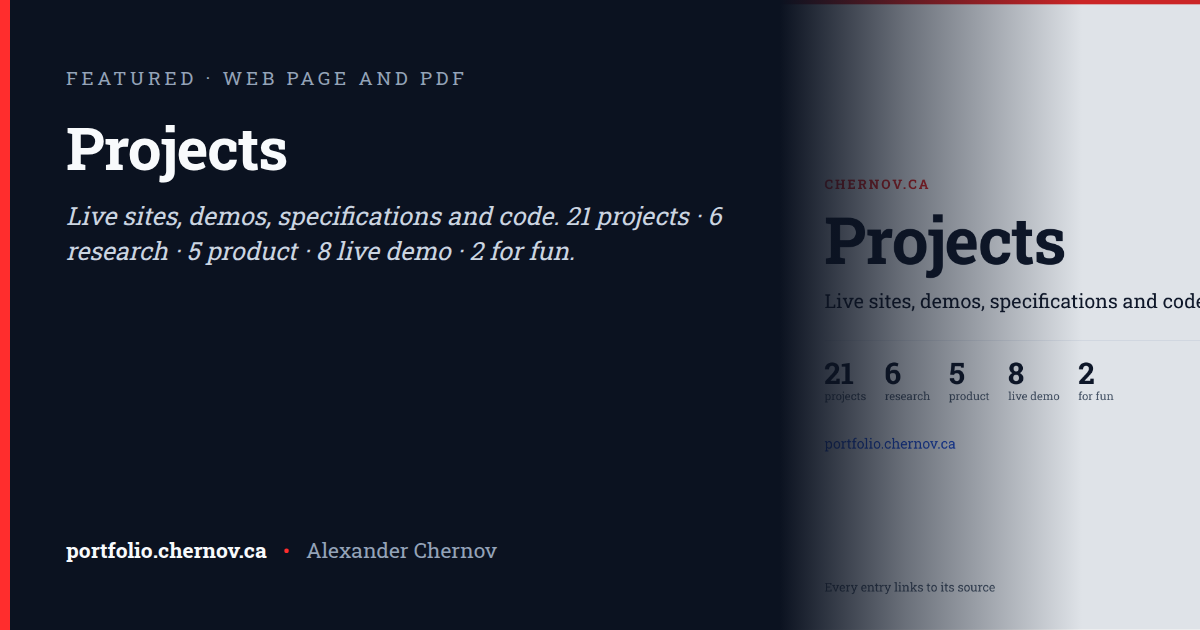 FEATURED · WEB PAGE AND PDF
Projects
Live sites, demos, specifications and code. 21 projects · 6
research · 5 product · 8 live demo · 2 for fun.
portfolio.chernov.ca • Alexander Chernov
CHERNOV.CA
Projects
Live sites, demos, specifications and code
21 6 5 8 2
projects research product live demo for fun
portfolio.chernov.ca
Every entry links to its source